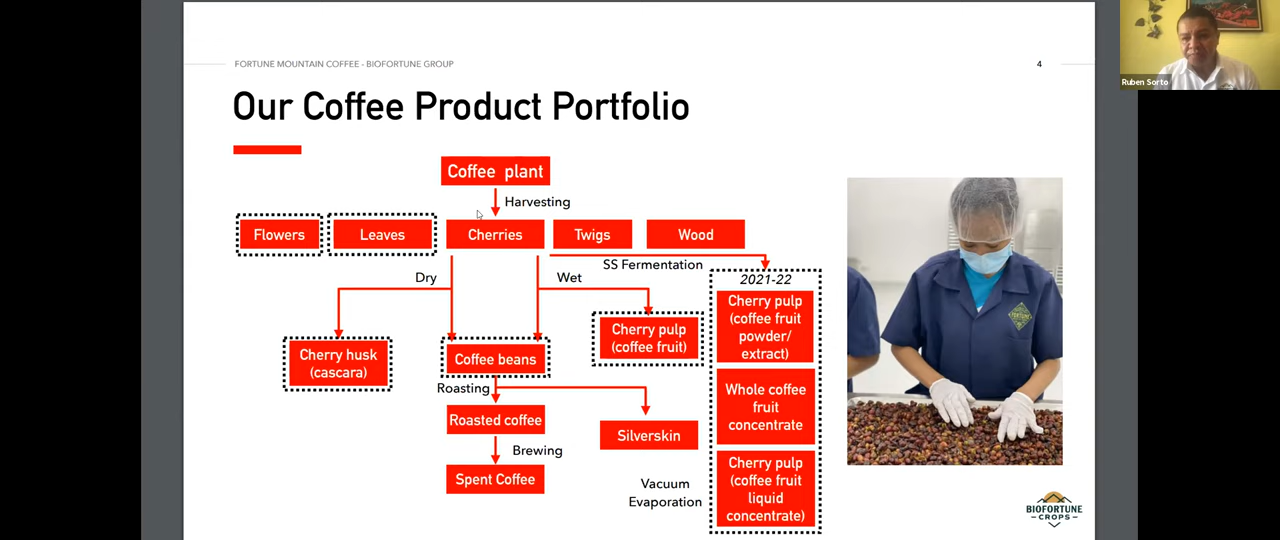 FORTUNE MOUNTAIN COFFEE - BIOFORTUNE GROUP
4
Ruben Sorto
Our Coffee Product Portfolio
Coffee plant
Harvesting
Flowers
Leaves
Cherries
Twigs
Wood
SS Fermentation
Dry
Wet
2021-22
Cherry pulp
(coffee fruit
powder/
extract)
Cherry pulp
(coffee fruit)
Cherry husk
(cascara)
Coffee beans
Roasting
Whole coffee
fruit
concentrate
Roasted coffee
Silverskin
Brewing
Spent Coffee
Vacuum
Evaporation
Cherry pulp
(coffee fruit
liquid
concentrate)
FORTUNE
BIOFORTUNE
CROPS